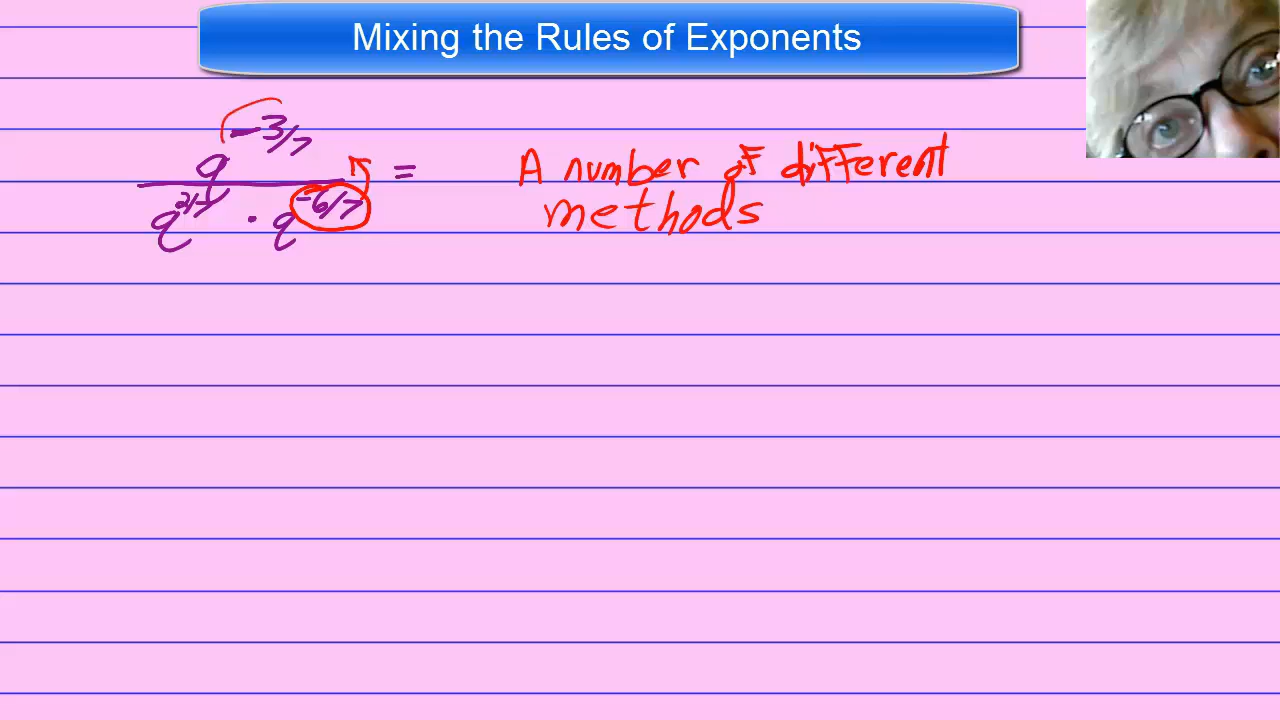 Mixing the Rules of Exponents
q^-3/7
q^2/7 · q^-6/7 =
A number of different
methods